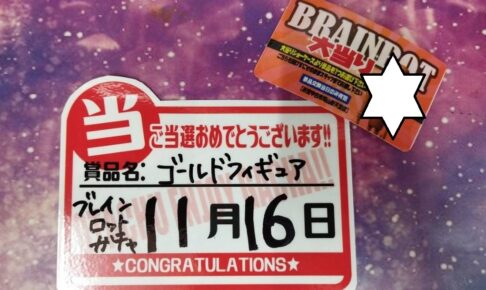 BRAINROT
大当り
当
ご当選おめでとうございます!!
賞品名: ゴールドフィギュア
ブレイン
ロット
ガチャ
11月16日
★CONGRATULATIONS★